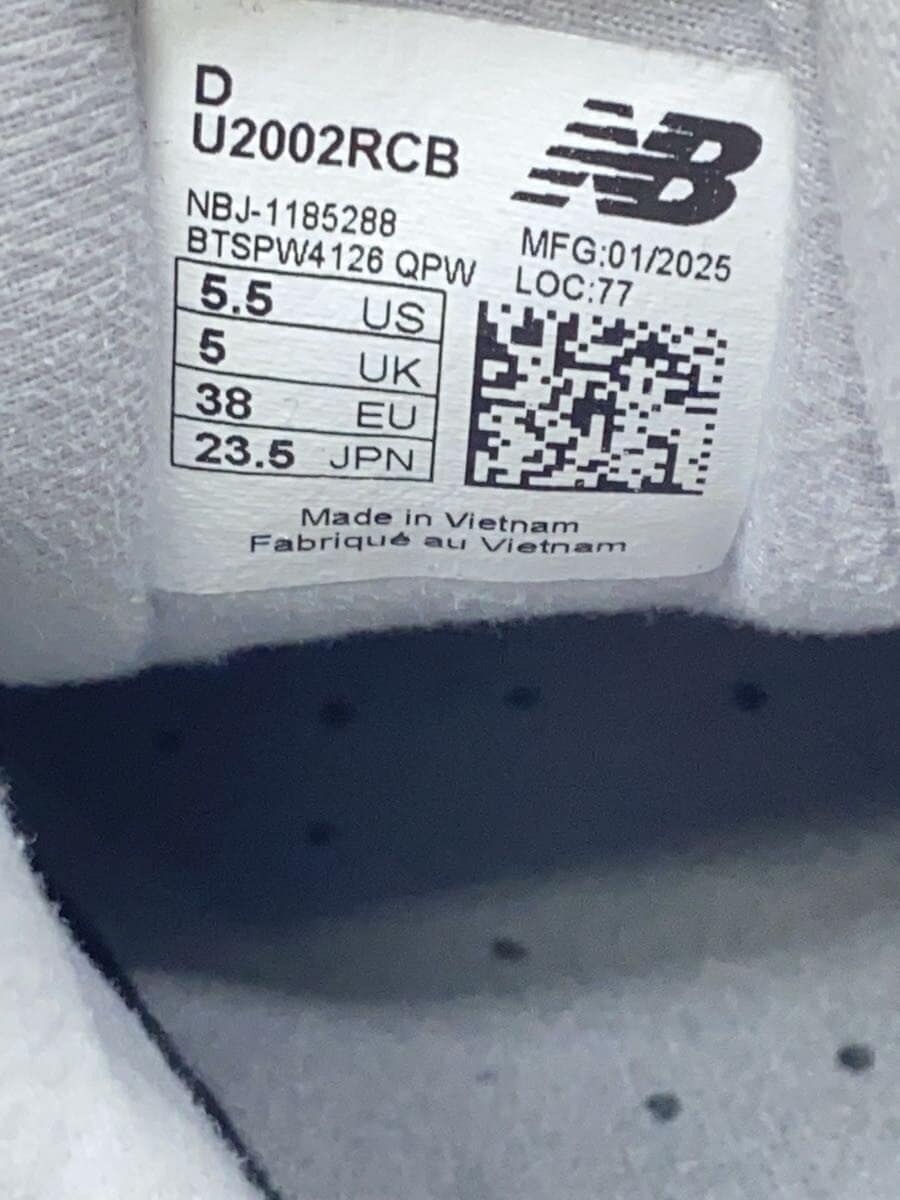 D
U2002RCB
NB
NBJ-1185288
BTSPW4126 QPW
MFG:01/2025
LOC:77
5.5 US
5 UK
38 EU
23.5 JPN
Made in Vietnam
Fabriqué au Vietnam